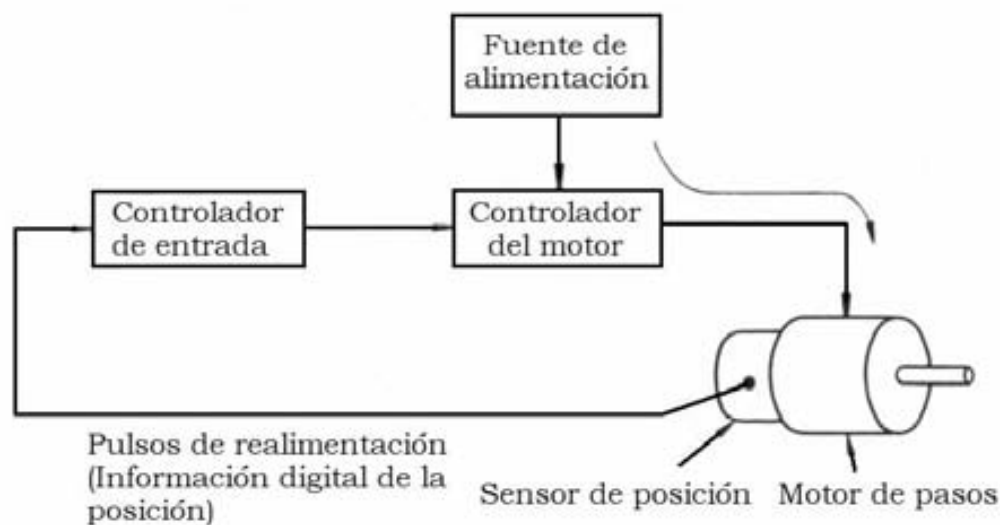 Fuente de
alimentación
Controlador
de entrada
Controlador
del motor
Pulsos de realimentación
(Información digital de la
posición)
Sensor de posición
Motor de pasos